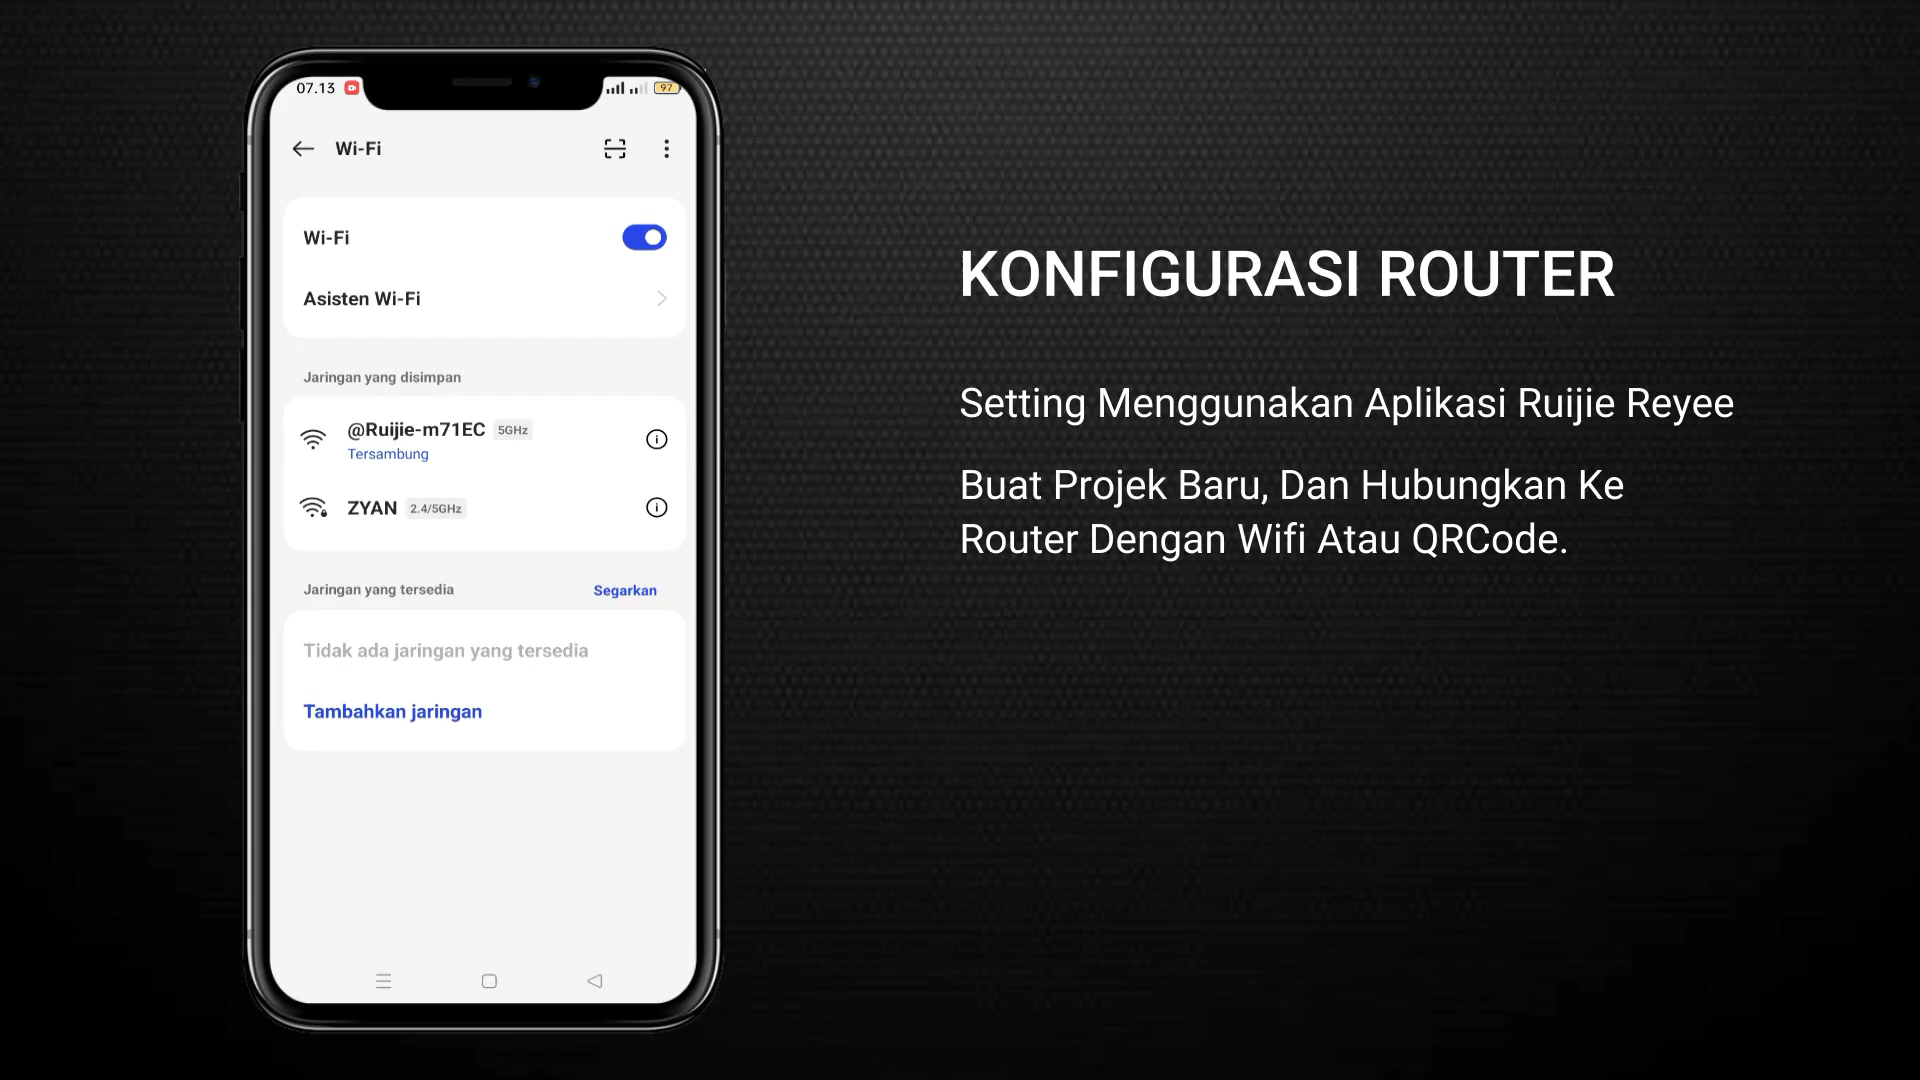 07.13
97
Wi-Fi
Wi-Fi
Asisten Wi-Fi
Jaringan yang disimpan
@Ruijie-m71EC 5GHz
Tersambung
ZYAN 2.4/5GHz
Jaringan yang tersedia Segarkan
Tidak ada jaringan yang tersedia
Tambahkan jaringan
KONFIGURASI ROUTER
Setting Menggunakan Aplikasi Ruijie Reyee
Buat Projek Baru, Dan Hubungkan Ke
Router Dengan Wifi Atau QRCode.